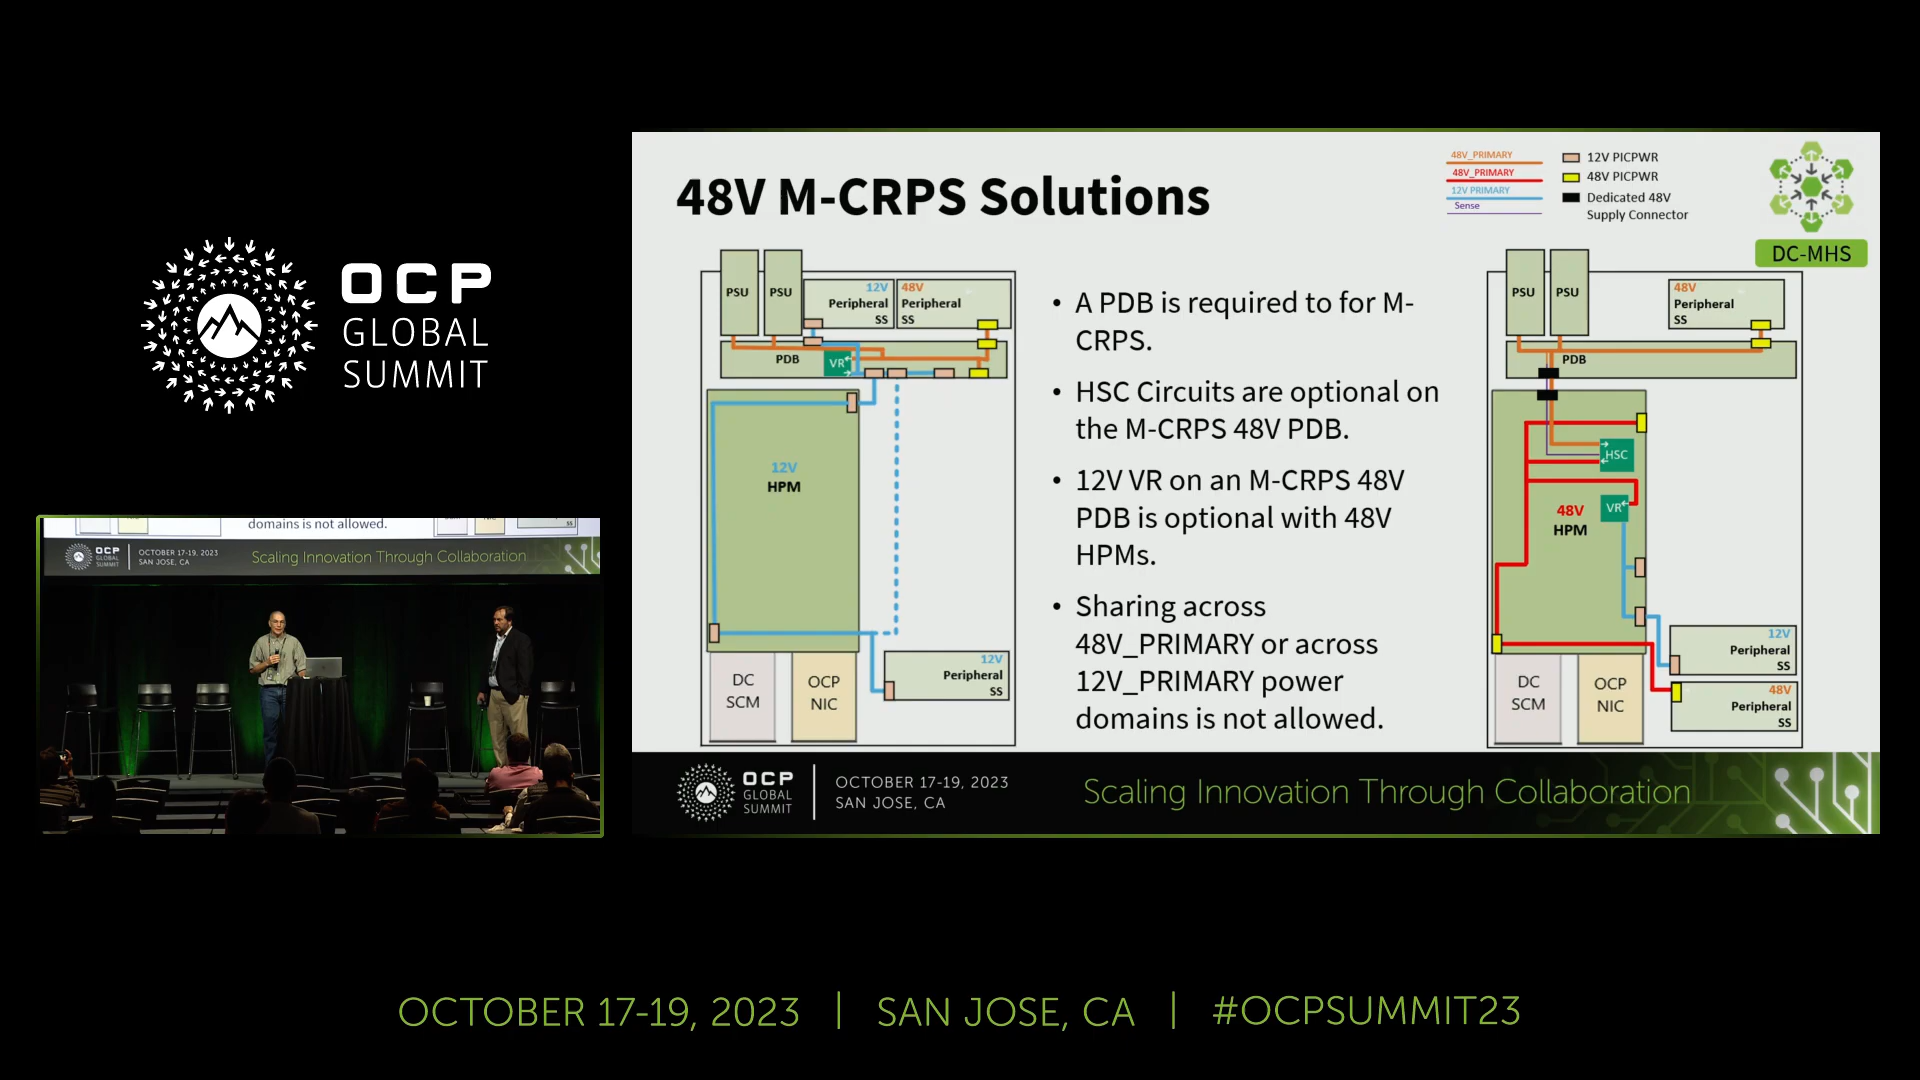 OCP
GLOBAL
SUMMIT
48V M-CRPS Solutions
48V_PRIMARY
48V_PRIMARY
12V PRIMARY
Sense
12V PICPWR
48V PICPWR
Dedicated 48V
Supply Connector
DC-MHS
PSU
PSU
12V
Peripheral
SS
48V
Peripheral
SS
PDB
VR
12V
HPM
12V
Peripheral
SS
DC
SCM
OCP
NIC
• A PDB is required to for M-
CRPS.
• HSC Circuits are optional on
the M-CRPS 48V PDB.
• 12V VR on an M-CRPS 48V
PDB is optional with 48V
HPMs.
• Sharing across
48V_PRIMARY or across
12V_PRIMARY power
domains is not allowed.
PSU
PSU
48V
Peripheral
SS
PDB
HSC
VR
48V
HPM
12V
Peripheral
SS
48V
Peripheral
SS
DC
SCM
OCP
NIC
OCP
GLOBAL
SUMMIT
OCTOBER 17-19, 2023
SAN JOSE, CA
Scaling Innovation Through Collaboration
domains is not allowed.
OCP
GLOBAL
SUMMIT
OCTOBER 17-19, 2023
SAN JOSE, CA
Scaling Innovation Through Collaboration
OCTOBER 17-19, 2023 | SAN JOSE, CA | #OCPSUMMIT23